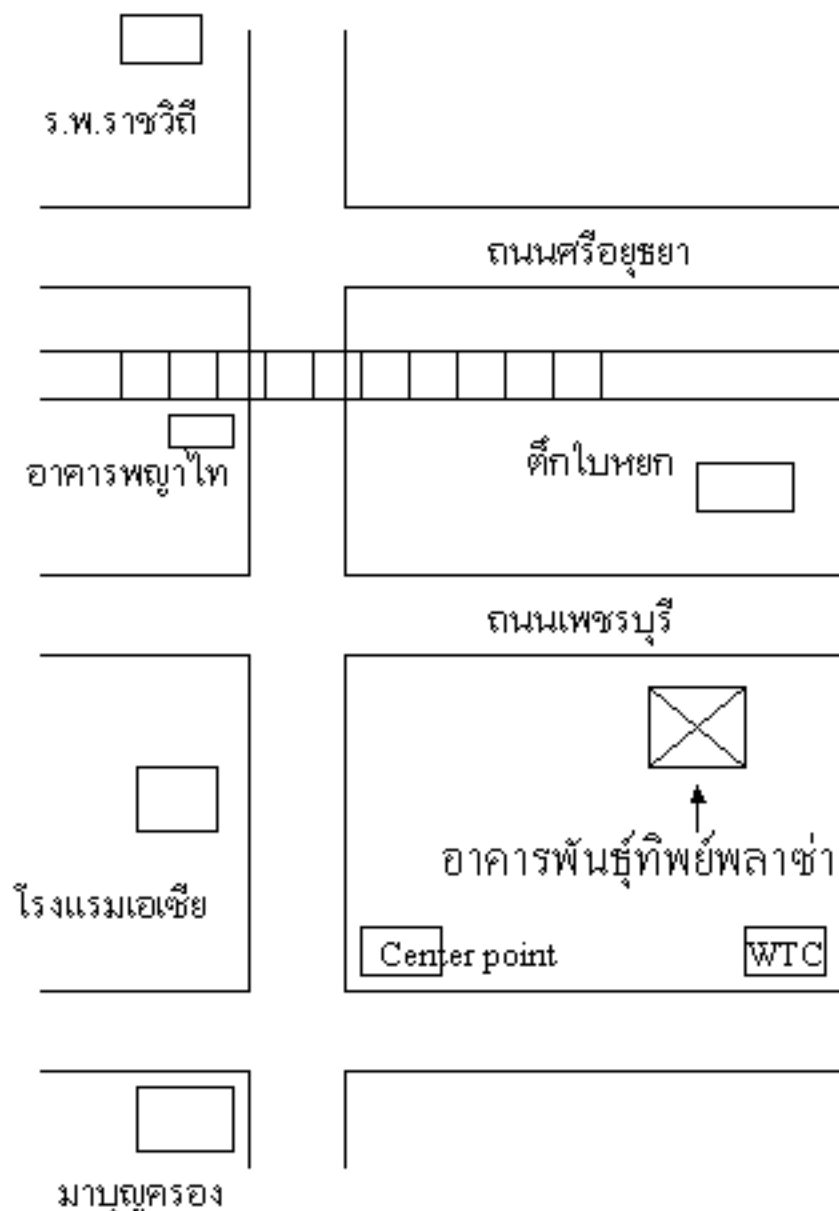 ร.พ.ราชวิถี
ถนนศรีอยุธยา
อาคารพญาไท
ตึกใบหยก
ถนนเพชรบุรี
อาคารพันธุ์ทิพย์พลาซ่า
โรงแรมเอเซีย
Center point
WTC
มาบุญครอง